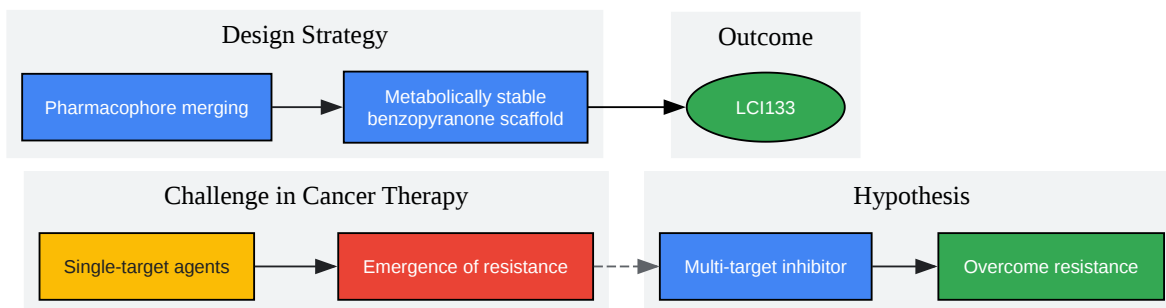 Design Strategy
Outcome
Pharmacophore merging
Metabolically stable
benzopyranone scaffold
LCI133
Challenge in Cancer Therapy
Hypothesis
Single-target agents
Emergence of resistance
Multi-target inhibitor
Overcome resistance